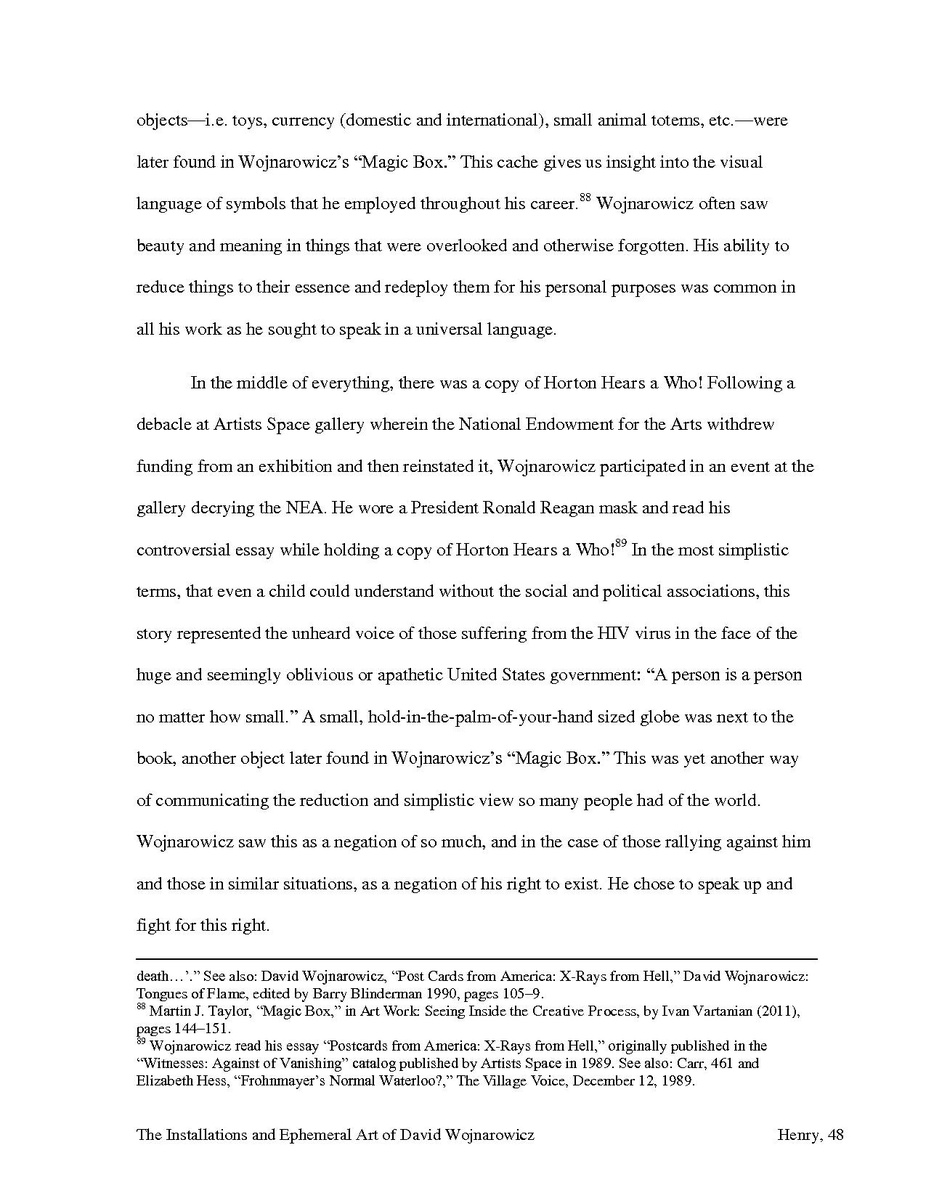 objects—i.e. toys, currency (domestic and international), small animal totems, etc.—were
later found in Wojnarowicz’s “Magic Box.” This cache gives us insight into the visual
language of symbols that he employed throughout his career.88 Wojnarowicz often saw
beauty and meaning in things that were overlooked and otherwise forgotten. His ability to
reduce things to their essence and redeploy them for his personal purposes was common in
all his work as he sought to speak in a universal language.
In the middle of everything, there was a copy of Horton Hears a Who! Following a
debacle at Artists Space gallery wherein the National Endowment for the Arts withdrew
funding from an exhibition and then reinstated it, Wojnarowicz participated in an event at the
gallery decrying the NEA. He wore a President Ronald Reagan mask and read his
controversial essay while holding a copy of Horton Hears a Who!89 In the most simplistic
terms, that even a child could understand without the social and political associations, this
story represented the unheard voice of those suffering from the HIV virus in the face of the
huge and seemingly oblivious or apathetic United States government: “A person is a person
no matter how small.” A small, hold-in-the-palm-of-your-hand sized globe was next to the
book, another object later found in Wojnarowicz’s “Magic Box.” This was yet another way
of communicating the reduction and simplistic view so many people had of the world.
Wojnarowicz saw this as a negation of so much, and in the case of those rallying against him
and those in similar situations, as a negation of his right to exist. He chose to speak up and
fight for this right.
death…’.” See also: David Wojnarowicz, “Post Cards from America: X-Rays from Hell,” David Wojnarowicz:
Tongues of Flame, edited by Barry Blinderman 1990, pages 105–9.
88 Martin J. Taylor, “Magic Box,” in Art Work: Seeing Inside the Creative Process, by Ivan Vartanian (2011),
pages 144–151.
89 Wojnarowicz read his essay “Postcards from America: X-Rays from Hell,” originally published in the
“Witnesses: Against of Vanishing” catalog published by Artists Space in 1989. See also: Carr, 461 and
Elizabeth Hess, “Frohnmayer’s Normal Waterloo?,” The Village Voice, December 12, 1989.
The Installations and Ephemeral Art of David Wojnarowicz Henry, 48